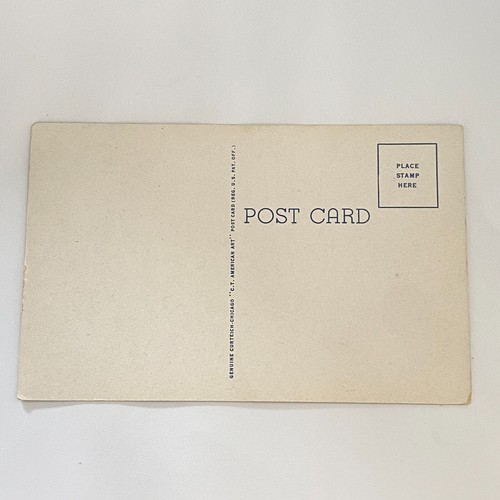 GENUINE CURTEICH-CHICAGO "C.T. AMERICAN ART" POST CARD (REG. U.S. PAT. OFF.)
POST CARD
PLACE
STAMP
HERE